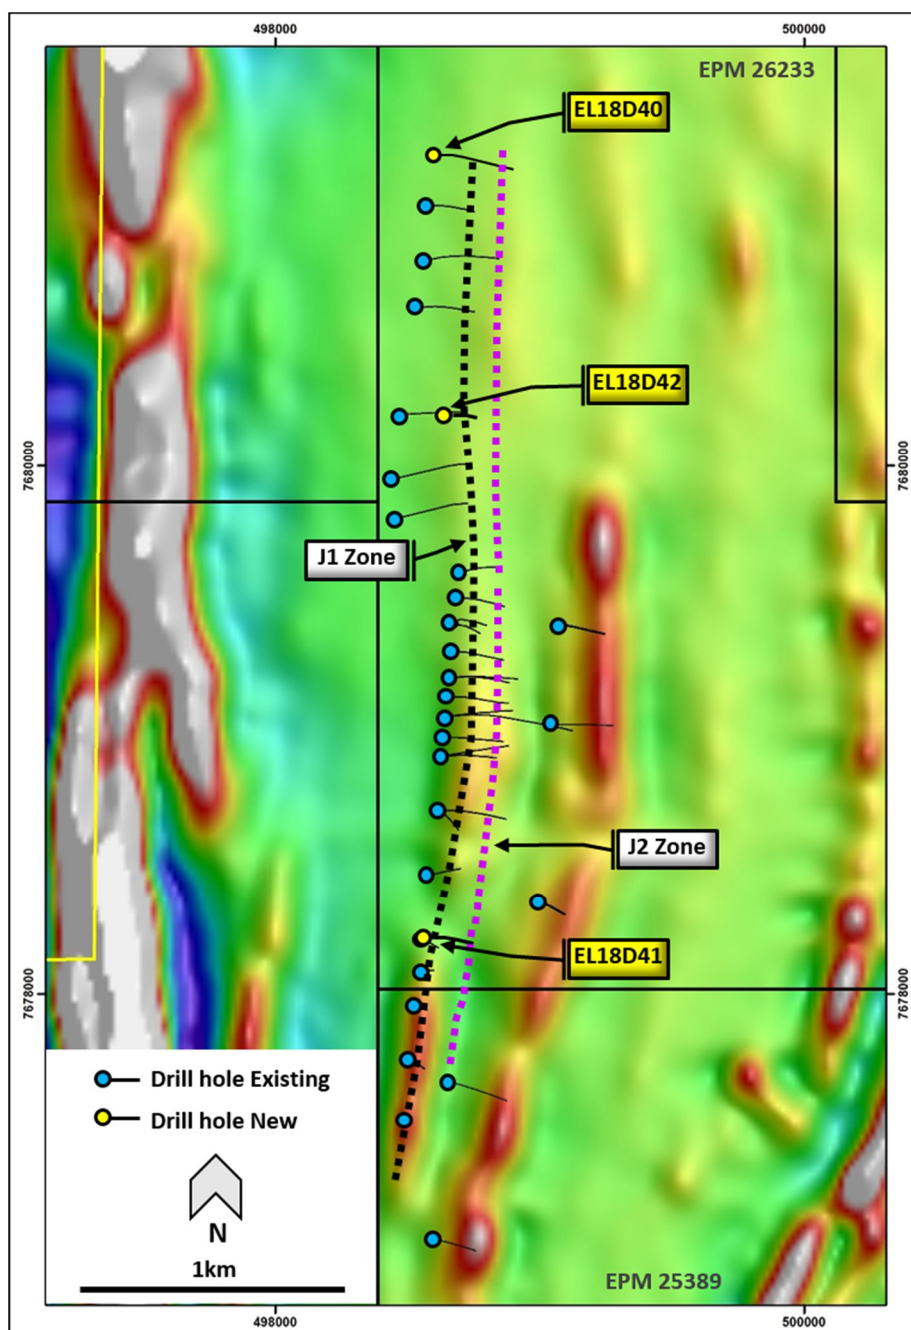 498000
500000
EPM 26233
EL18D40
EL18D42
7680000
7680000
J1 Zone
J2 Zone
EL18D41
7678000
7678000
Drill hole Existing
Drill hole New
N
1km
EPM 25389
498000
500000